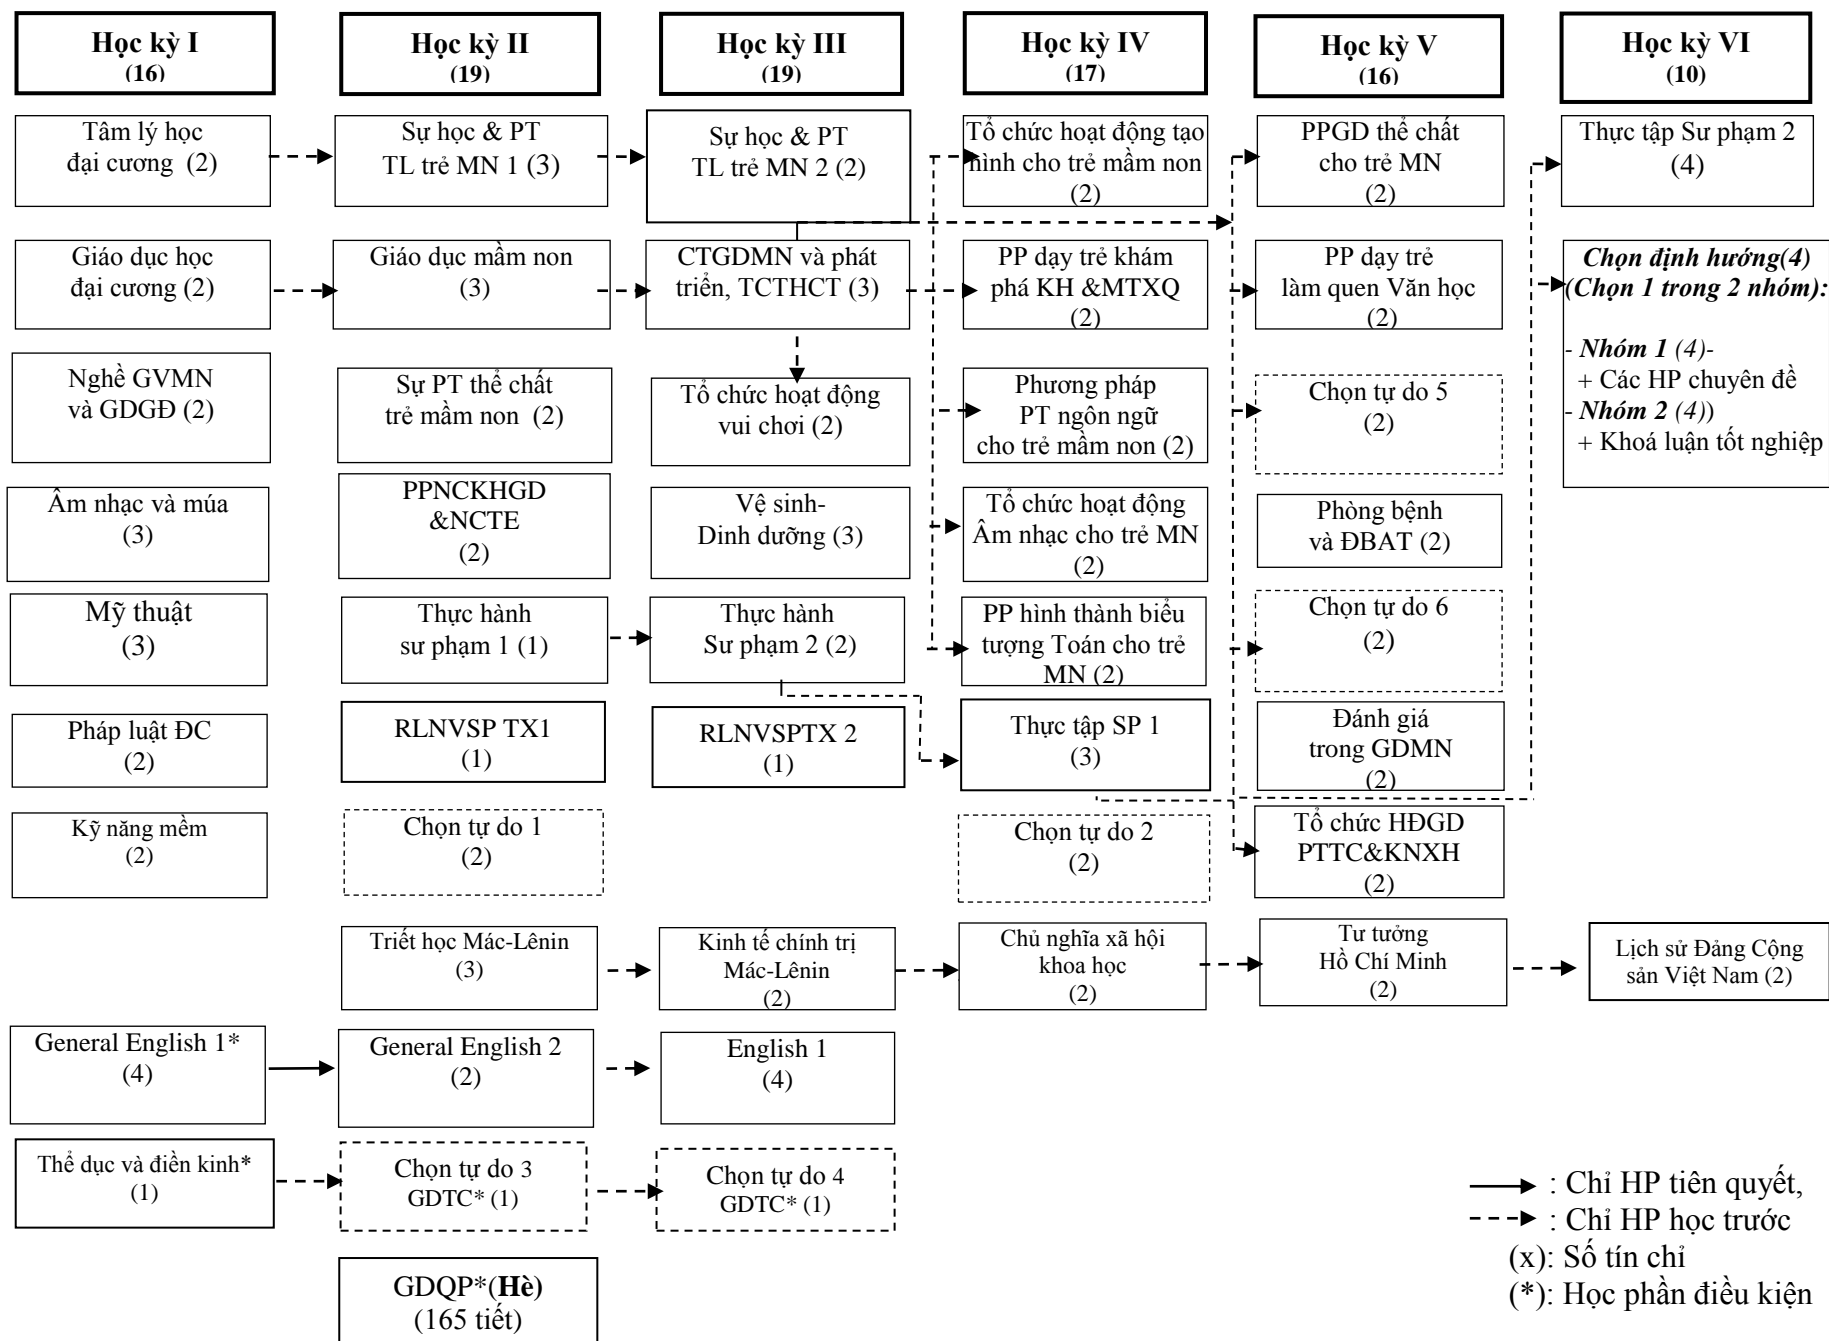 Học kỳ I
(16)
Học kỳ II
(19)
Học kỳ III
(19)
Học kỳ IV
(17)
Học kỳ V
(16)
Học kỳ VI
(10)
Tâm lý học
đại cương (2)
Sự học & PT
TL trẻ MN 1 (3)
Sự học & PT
TL trẻ MN 2 (2)
Tổ chức hoạt động tạo
hình cho trẻ mầm non
(2)
PPGD thể chất
cho trẻ MN
(2)
Thực tập Sư phạm 2
(4)
Giáo dục học
đại cương (2)
Giáo dục mầm non
(3)
CTGDMN và phát
triển, TCTHCT (3)
PP dạy trẻ khám
phá KH &MTXQ
(2)
PP dạy trẻ
làm quen Văn học
(2)
Chọn định hướng(4)
(Chọn 1 trong 2 nhóm):
- Nhóm 1 (4)-
+ Các HP chuyên đề
- Nhóm 2 (4))
+ Khoá luận tốt nghiệp
Nghề GVMN
và GDGĐ (2)
Sự PT thể chất
trẻ mầm non (2)
Tổ chức hoạt động
vui chơi (2)
Phương pháp
PT ngôn ngữ
cho trẻ mầm non (2)
Chọn tự do 5
(2)
Âm nhạc và múa
(3)
PPNCKHGD
&NCTE
(2)
Vệ sinh-
Dinh dưỡng (3)
Tổ chức hoạt động
Âm nhạc cho trẻ MN
(2)
Phòng bệnh
và ĐBAT (2)
Mỹ thuật
(3)
Thực hành
sư phạm 1 (1)
Thực hành
Sư phạm 2 (2)
PP hình thành biểu
tượng Toán cho trẻ
MN (2)
Chọn tự do 6
(2)
Pháp luật ĐC
(2)
RLNVSP TX1
(1)
RLNVSPTX 2
(1)
Thực tập SP 1
(3)
Đánh giá
trong GDMN
(2)
Kỹ năng mềm
(2)
Chọn tự do 1
(2)
Chọn tự do 2
(2)
Tổ chức HĐGD
PTTC&KNXH
(2)
Triết học Mác-Lênin
(3)
Kinh tế chính trị
Mác-Lênin
(2)
Chủ nghĩa xã hội
khoa học
(2)
Tư tưởng
Hồ Chí Minh
(2)
Lịch sử Đảng Cộng
sản Việt Nam (2)
General English 1*
(4)
General English 2
(2)
English 1
(4)
Thể dục và điền kinh*
(1)
Chọn tự do 3
GDTC* (1)
Chọn tự do 4
GDTC* (1)
GDQP*(Hè)
(165 tiết)
: Chỉ HP tiên quyết,
: Chỉ HP học trước
(x): Số tín chỉ
(*): Học phần điều kiện